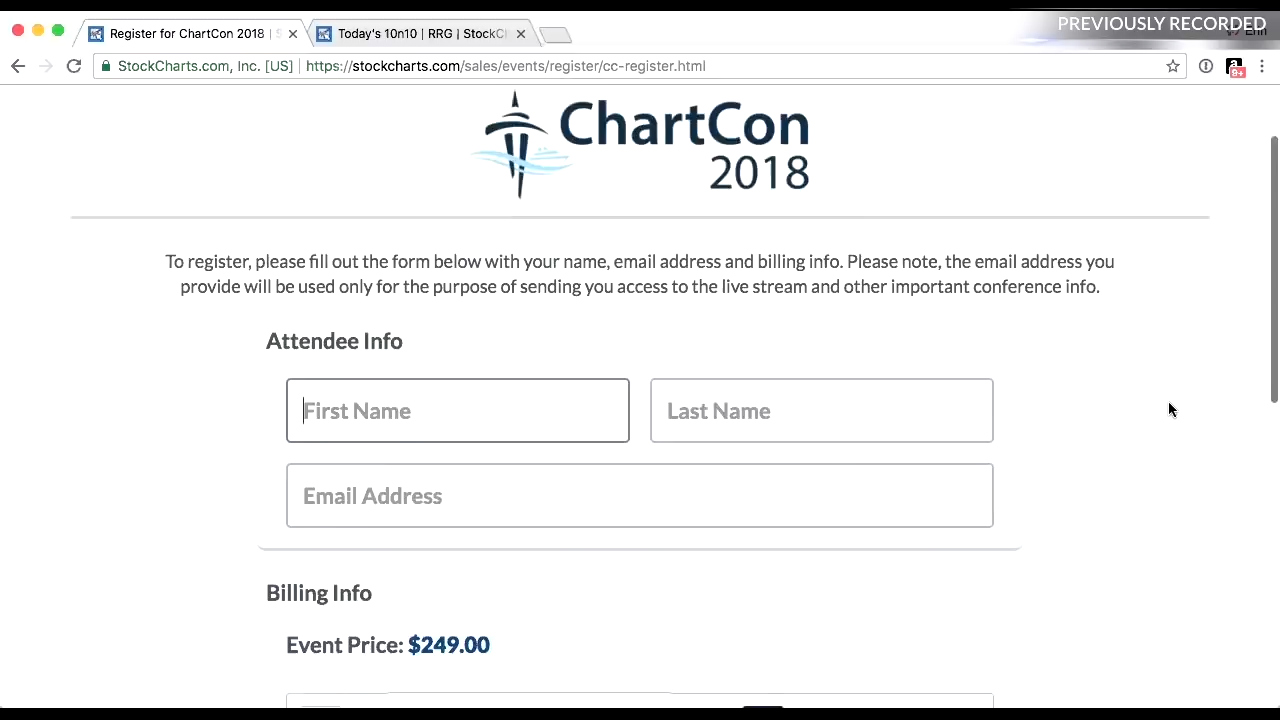 PREVIOUSLY RECORDED
Register for ChartCon 2018 | S
Today's 10n10 | RRG | StockCh
Erin
StockCharts.com, Inc. [US] | https://stockcharts.com/sales/events/register/cc-register.html
a
9+
ChartCon
2018
To register, please fill out the form below with your name, email address and billing info. Please note, the email address you
provide will be used only for the purpose of sending you access to the live stream and other important conference info.
Attendee Info
First Name
Last Name
Email Address
Billing Info
Event Price: $249.00